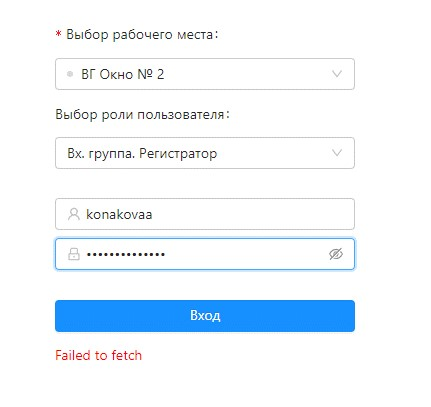 * Выбор рабочего места:
ВГ Окно № 2
Выбор роли пользователя:
Вх. группа. Регистратор
konakovaa
••••••••••••••
Вход
Failed to fetch